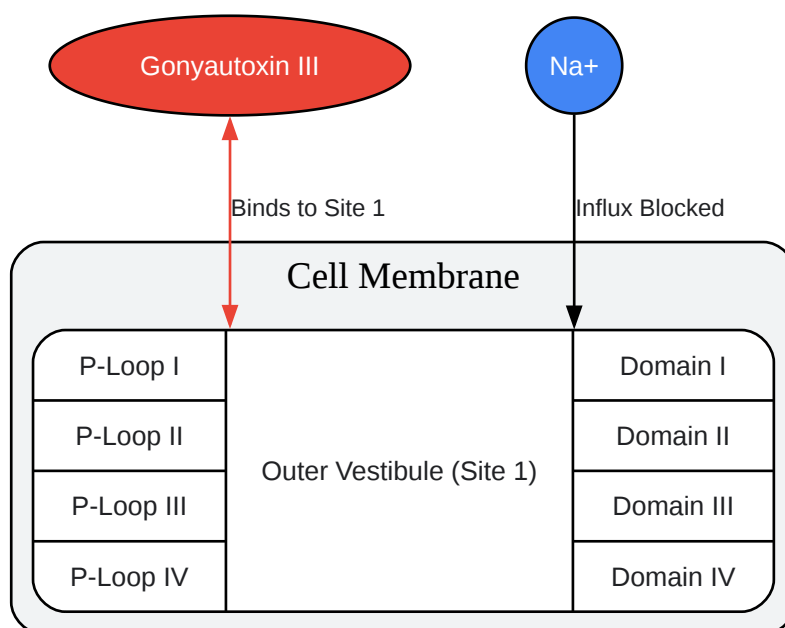 Gonyautoxin III
Na+
Binds to Site 1
Influx Blocked
Cell Membrane
P-Loop I
P-Loop II
P-Loop III
P-Loop IV
Outer Vestibule (Site 1)
Domain I
Domain II
Domain III
Domain IV